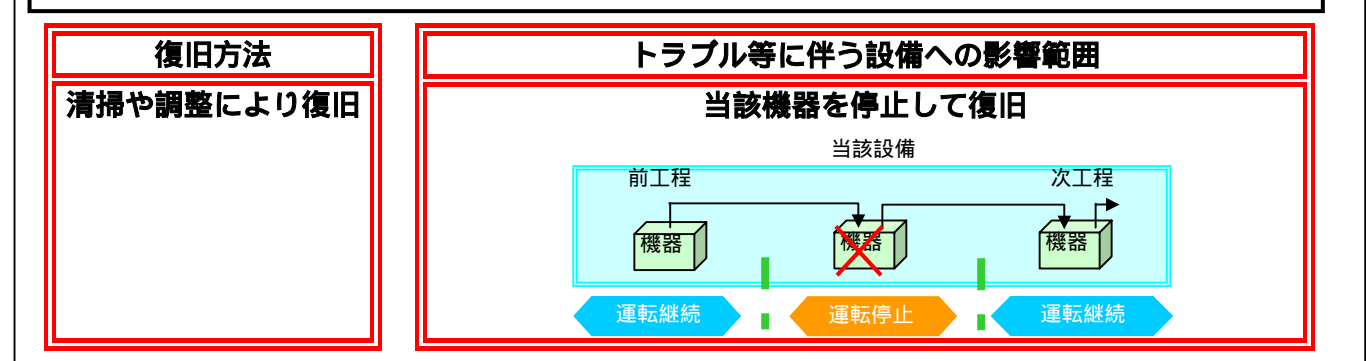 復旧方法
清掃や調整により復旧
トラブル等に伴う設備への影響範囲
当該機器を停止して復旧
当該設備
前工程
次工程
機器
機器
機器
運転継続
運転停止
運転継続